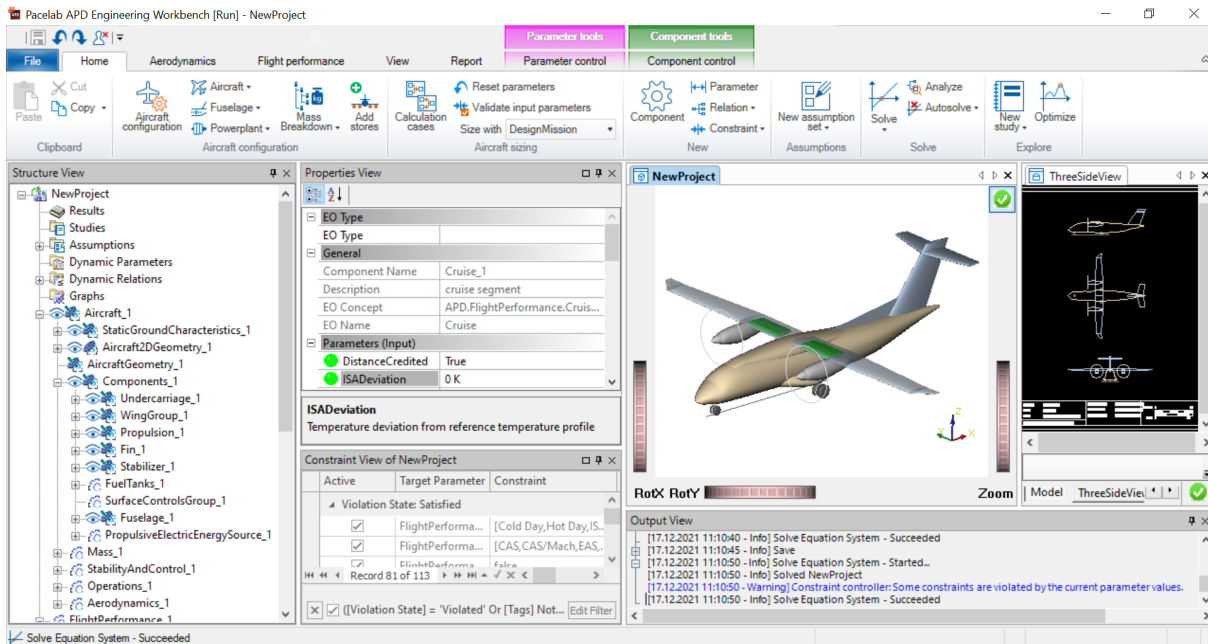 Pacelab APD Engineering Workbench [Run] - NewProject
Parameter tools
Component tools
File
Home
Aerodynamics
Flight performance
View
Report
Parameter control
Component control
Paste
Cut
Copy
Clipboard
Aircraft configuration
Aircraft
Fuselage
Powerplant
Mass Breakdown
Add stores
Aircraft configuration
Calculation cases
Reset parameters
Validate input parameters
Size with DesignMission
Aircraft sizing
Component
Parameter
Relation
Constraint
New
New assumption set
Assumptions
Solve
Analyze
Autosolve
Solve
New study
Optimize
Explore
Structure View
NewProject
Results
Studies
Assumptions
Dynamic Parameters
Dynamic Relations
Graphs
Aircraft_1
StaticGroundCharacteristics_1
Aircraft2DGeometry_1
AircraftGeometry_1
Components_1
Undercarriage_1
WingGroup_1
Propulsion_1
Fin_1
Stabilizer_1
FuelTanks_1
SurfaceControlsGroup_1
Fuselage_1
PropulsiveElectricEnergySource_1
Mass_1
StabilityAndControl_1
Operations_1
Aerodynamics_1
FlightPerformance_1
Properties View
EO Type
EO Type
General
Component Name Cruise_1
Description cruise segment
EO Concept APD.FlightPerformance.Cruis...
EO Name Cruise
Parameters (Input)
DistanceCredited True
ISADeviation 0 K
ISADeviation
Temperature deviation from reference temperature profile
Constraint View of NewProject
Active Target Parameter Constraint
Violation State: Satisfied
FlightPerforma... [Cold Day,Hot Day,IS...
FlightPerforma... [CAS,CAS/Mach,EAS,...
FlightPerforma... false
Record 81 of 113
([Violation State] = 'Violated' Or [Tags] Not... Edit Filter
NewProject
Z
Y
X
RotX RotY
Zoom
ThreeSideView
Model
ThreeSideView
Output View
[17.12.2021 11:10:40 - Info] Solve Equation System - Succeeded
[17.12.2021 11:10:45 - Info] Save
[17.12.2021 11:10:50 - Info] Solve Equation System - Started...
[17.12.2021 11:10:50 - Info] Solved NewProject
[17.12.2021 11:10:50 - Warning] Constraint controller: Some constraints are violated by the current parameter values.
[17.12.2021 11:10:50 - Info] Solve Equation System - Succeeded
Solve Equation System - Succeeded